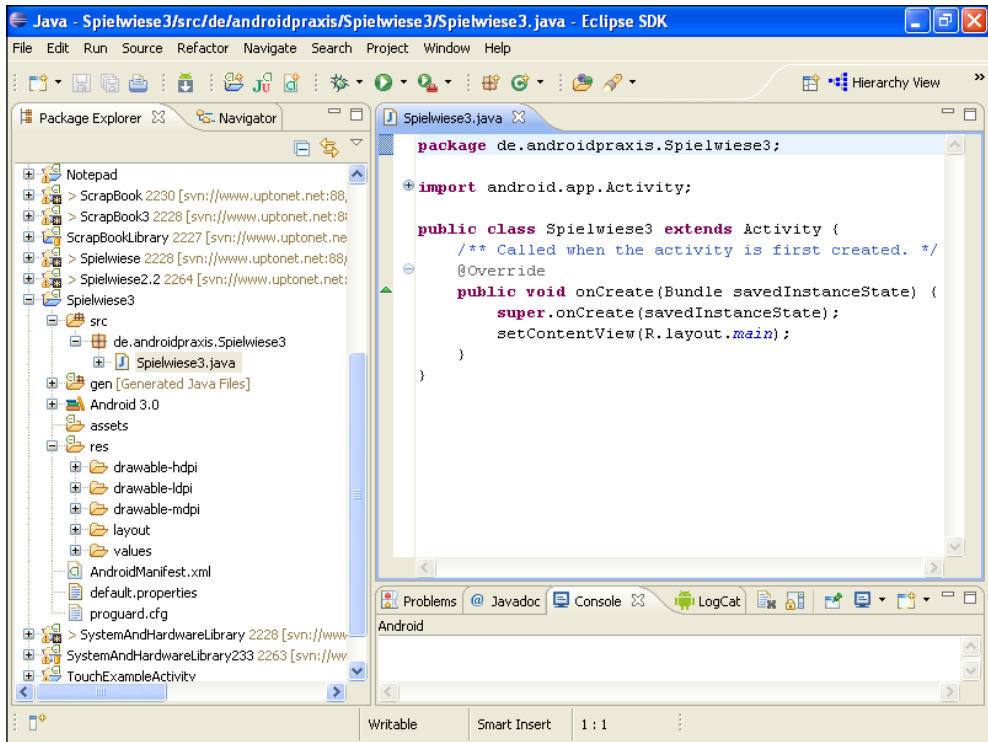 Java - Spielwiese3/src/de/androidpraxis/Spielwiese3/Spielwiese3.java - Eclipse SDK
File Edit Run Source Refactor Navigate Search Project Window Help
Hierarchy View »
Package Explorer Navigator
Notepad
> ScrapBook 2230 [svn://www.uptonet.net:88,
> ScrapBook3 2228 [svn://www.uptonet.net:8
ScrapBookLibrary 2227 [svn://www.uptonet.ne
> Spielwiese 2228 [svn://www.uptonet.net:88,
> Spielwiese2.2 2264 [svn://www.uptonet.net:
Spielwiese3
src
de.androidpraxis.Spielwiese3
Spielwiese3.java
gen [Generated Java Files]
Android 3.0
assets
res
drawable-hdpi
drawable-ldpi
drawable-mdpi
layout
values
AndroidManifest.xml
default.properties
proguard.cfg
> SystemAndHardwareLibrary 2228 [svn://www
SystemAndHardwareLibrary233 2263 [svn://ww
TouchExampleActivity
Spielwiese3.java
package de.androidpraxis.Spielwiese3;
import android.app.Activity;
public class Spielwiese3 extends Activity {
/** Called when the activity is first created. */
@Override
public void onCreate(Bundle savedInstanceState) {
super.onCreate(savedInstanceState);
setContentView(R.layout.main);
}
}
Problems @ Javadoc Console LogCat
Android
Writable Smart Insert 1 : 1